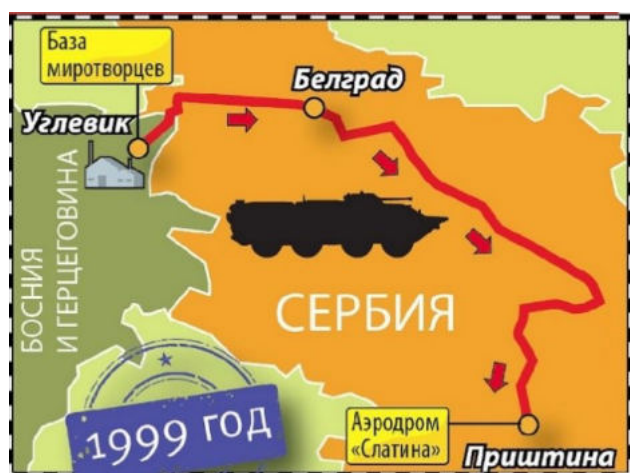 База
миротворцев
Углевик
Белград
БОСНИЯ
И ГЕРЦЕГОВИНА
СЕРБИЯ
1999 ГОД
Аэродром
«Слатина»
Приштина